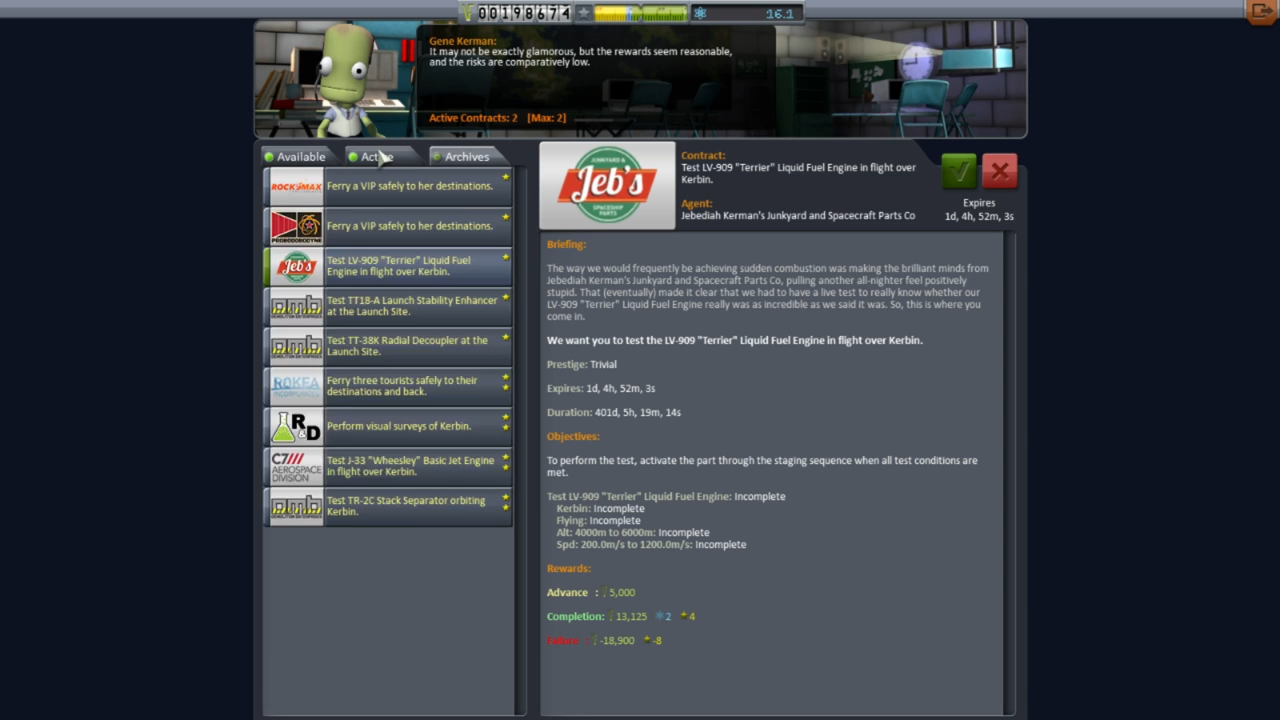 00198674
16.1
Gene Kerman:
It may not be exactly glamorous, but the rewards seem reasonable,
and the risks are comparatively low.
Active Contracts: 2 [Max: 2]
Available
Active
Archives
ROCKOMAX
Ferry a VIP safely to her destinations.
PROBODOBODYNE
Ferry a VIP safely to her destinations.
Jeb's
Test LV-909 "Terrier" Liquid Fuel
Engine in flight over Kerbin.
Test TT18-A Launch Stability Enhancer
at the Launch Site.
Test TT-38K Radial Decoupler at the
Launch Site.
ROKEA
Ferry three tourists safely to their
destinations and back.
R&D
Perform visual surveys of Kerbin.
C7///
AEROSPACE
DIVISION
Test J-33 "Wheesley" Basic Jet Engine
in flight over Kerbin.
Test TR-2C Stack Separator orbiting
Kerbin.
JUNKYARD &
Jeb's
SPACESHIP
PARTS
Contract:
Test LV-909 "Terrier" Liquid Fuel Engine in flight over
Kerbin.
Agent:
Jebediah Kerman's Junkyard and Spacecraft Parts Co
Expires
1d, 4h, 52m, 3s
Briefing:
The way we would frequently be achieving sudden combustion was making the brilliant minds from
Jebediah Kerman's Junkyard and Spacecraft Parts Co, pulling another all-nighter feel positively
stupid. That (eventually) made it clear that we had to have a live test to really know whether our
LV-909 "Terrier" Liquid Fuel Engine really was as incredible as we said it was. So, this is where you
come in.
We want you to test the LV-909 "Terrier" Liquid Fuel Engine in flight over Kerbin.
Prestige: Trivial
Expires: 1d, 4h, 52m, 3s
Duration: 401d, 5h, 19m, 14s
Objectives:
To perform the test, activate the part through the staging sequence when all test conditions are
met.
Test LV-909 "Terrier" Liquid Fuel Engine: Incomplete
Kerbin: Incomplete
Flying: Incomplete
Alt: 4000m to 6000m: Incomplete
Spd: 200.0m/s to 1200.0m/s: Incomplete
Rewards:
Advance : 5,000
Completion: 13,125 2 4
Failure : -18,900 -8